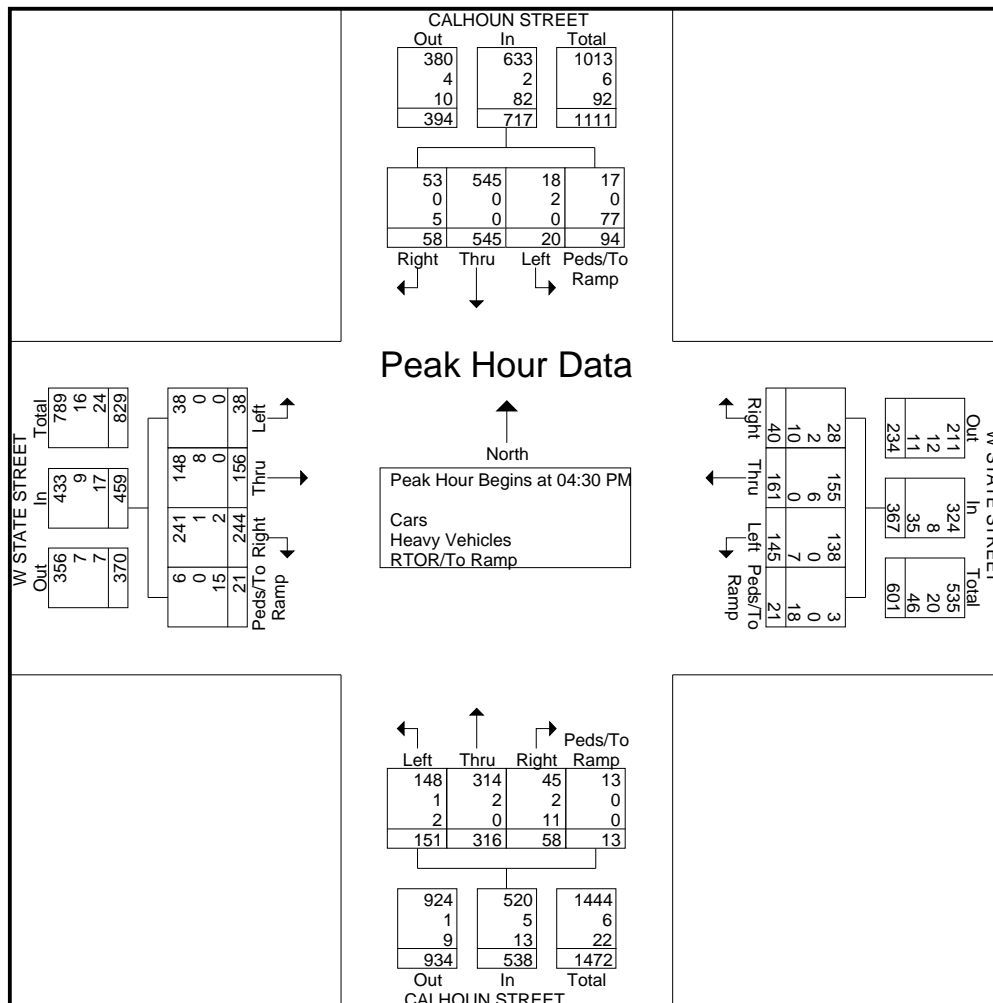 CALHOUN STREET
Out In Total
380 633 1013
4 2 6
10 82 92
394 717 1111
53 545 18 17
0 0 2 0
5 0 0 77
58 545 20 94
Right Thru Left Peds/To Ramp
Peak Hour Data
North
Peak Hour Begins at 04:30 PM
Cars
Heavy Vehicles
RTOR/To Ramp
W STATE STREET
Out In Total
356 433 789
7 9 16
7 17 24
370 459 829
Peds/To Ramp Right Thru Left
6 241 148 38
0 1 8 0
15 2 0 0
21 244 156 38
W STATE STREET
Out In Total
211 324 535
12 8 20
11 35 46
234 367 601
28 155 138 3
2 6 0 0
10 0 7 18
40 161 145 21
Right Thru Left Peds/To Ramp
Left Thru Right Peds/To Ramp
148 314 45 13
1 2 2 0
2 0 11 0
151 316 58 13
924 520 1444
1 5 6
9 13 22
934 538 1472
Out In Total
CALHOUN STREET